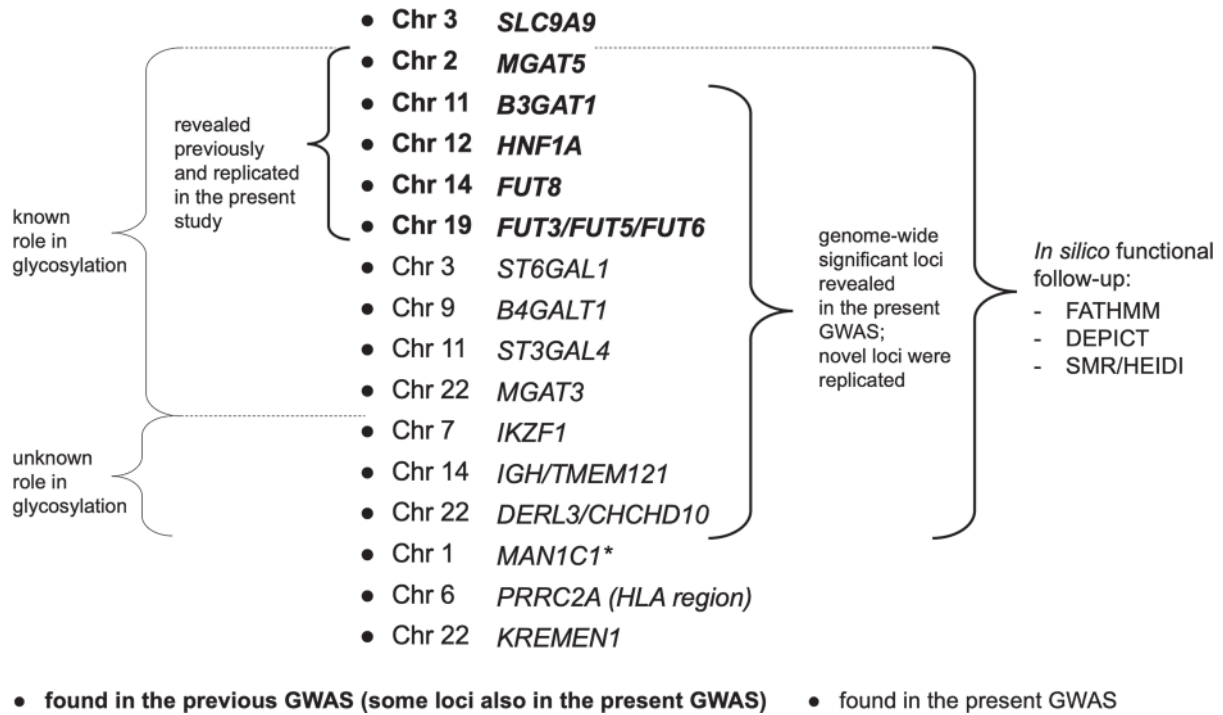 ● Chr 3 SLC9A9
● Chr 2 MGAT5
● Chr 11 B3GAT1
● Chr 12 HNF1A
● Chr 14 FUT8
● Chr 19 FUT3/FUT5/FUT6
● Chr 3 ST6GAL1
● Chr 9 B4GALT1
● Chr 11 ST3GAL4
● Chr 22 MGAT3
● Chr 7 IKZF1
● Chr 14 IGH/TMEM121
● Chr 22 DERL3/CHCHD10
● Chr 1 MAN1C1*
● Chr 6 PRRC2A (HLA region)
● Chr 22 KREMEN1
known
role in
glycosylation
unknown
role in
glycosylation
revealed
previously
and replicated
in the present
study
genome-wide
significant loci
revealed
in the present
GWAS;
novel loci were
replicated
In silico functional
follow-up:
- FATHMM
- DEPICT
- SMR/HEIDI
● found in the previous GWAS (some loci also in the present GWAS) ● found in the present GWAS